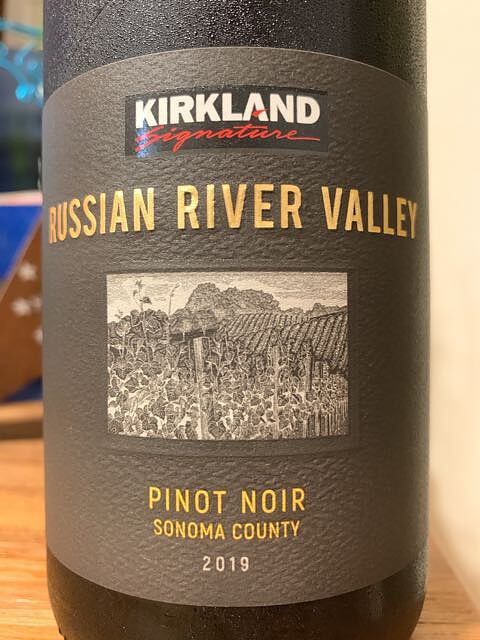 KIRKLAND
Signature
RUSSIAN RIVER VALLEY
PINOT NOIR
SONOMA COUNTY
2019